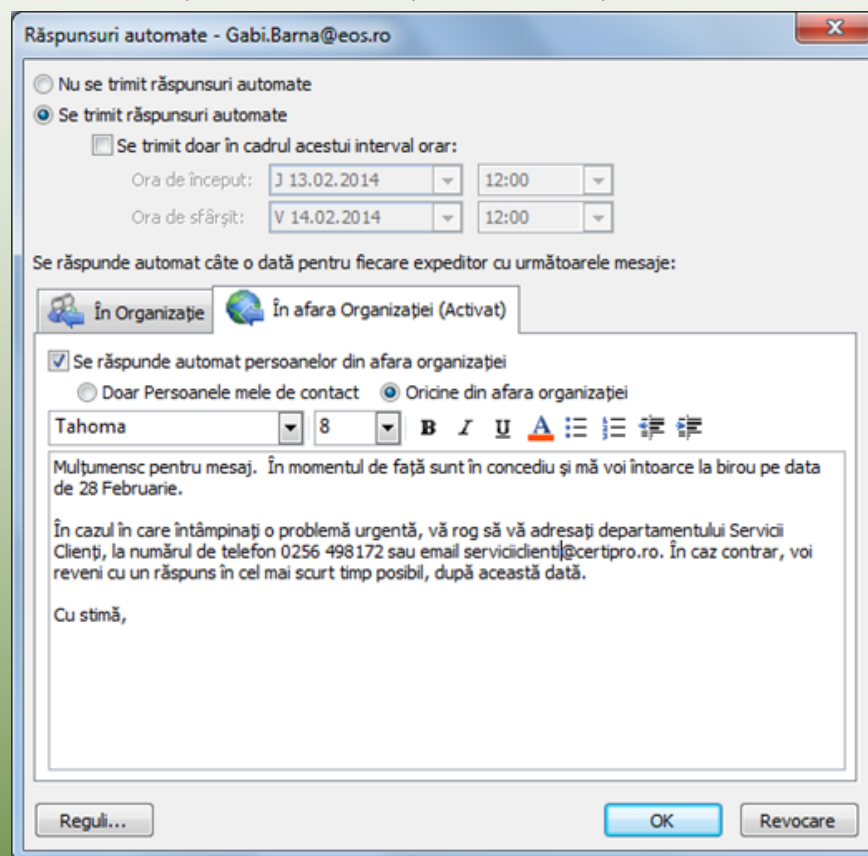 Răspunsuri automate - Gabi.Barna@eos.ro
Nu se trimit răspunsuri automate
Se trimit răspunsuri automate
Se trimit doar în cadrul acestui interval orar:
Ora de început: J 13.02.2014 12:00
Ora de sfârșit: V 14.02.2014 12:00
Se răspunde automat câte o dată pentru fiecare expeditor cu următoarele mesaje:
În Organizație În afara Organizației (Activat)
Se răspunde automat persoanelor din afara organizației
Doar Persoanele mele de contact Oricine din afara organizației
Tahoma 8 B I U A
Mulțumensc pentru mesaj. În momentul de față sunt în concediu și mă voi întoarce la birou pe data
de 28 Februarie.
În cazul in care întâmpinați o problemă urgentă, vă rog să vă adresați departamentului Servicii
Clienți, la numărul de telefon 0256 498172 sau email serviciiclienti@certipro.ro. În caz contrar, voi
reveni cu un răspuns în cel mai scurt timp posibil, după această dată.
Cu stimă,
Reguli... OK Revocare